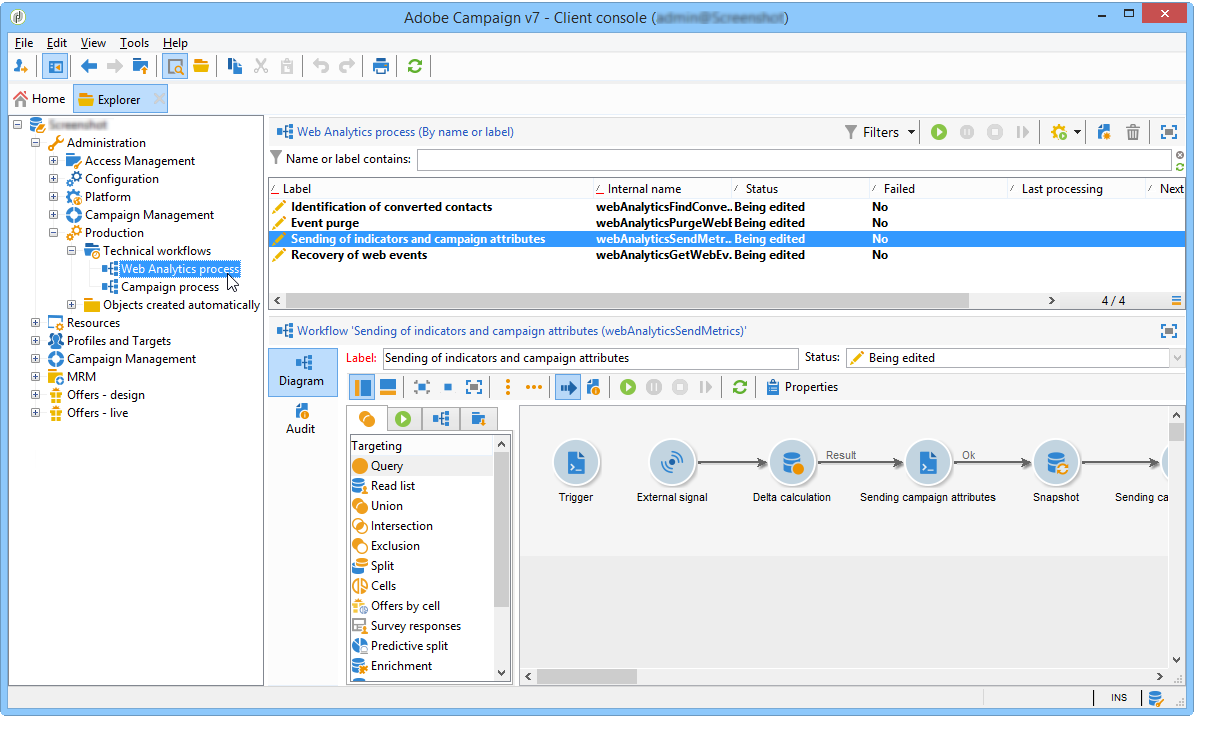 Adobe Campaign v7 - Client console (
File Edit View Tools Help
Home Explorer
Administration
Access Management
Configuration
Platform
Campaign Management
Production
Technical workflows
Web Analytics process
Campaign process
Objects created automatically
Resources
Profiles and Targets
Campaign Management
MRM
Offers - design
Offers - live
Web Analytics process (By name or label) Filters
Name or label contains:
Label Internal name Status Failed Last processing Next
Identification of converted contacts webAnalyticsFindConve... Being edited No
Event purge webAnalyticsPurgeWebE Being edited No
Sending of indicators and campaign attributes webAnalyticsSendMetr... Being edited No
Recovery of web events webAnalyticsGetWebEv... Being edited No
4 / 4
Workflow 'Sending of indicators and campaign attributes (webAnalyticsSendMetrics)'
Diagram
Audit
Label: Sending of indicators and campaign attributes Status: Being edited
Properties
Targeting
Query
Read list
Union
Intersection
Exclusion
Split
Cells
Offers by cell
Survey responses
Predictive split
Enrichment
Result Ok
Trigger External signal Delta calculation Sending campaign attributes Snapshot Sending ca
INS